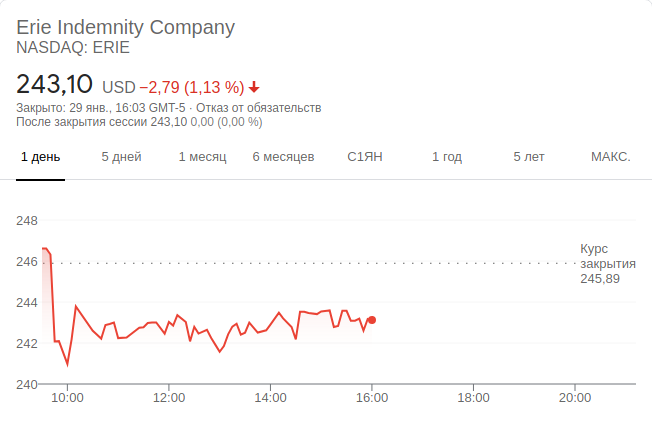 Erie Indemnity Company
NASDAQ: ERIE
243,10 USD −2,79 (1,13 %)
Закрыто: 29 янв., 16:03 GMT-5 · Отказ от обязательств
После закрытия сессии 243,10 0,00 (0,00 %)
1 день 5 дней 1 месяц 6 месяцев С1ЯН 1 год 5 лет МАКС.
248
246
244
242
240
Курс
закрытия
245,89
10:00 12:00 14:00 16:00 18:00 20:00